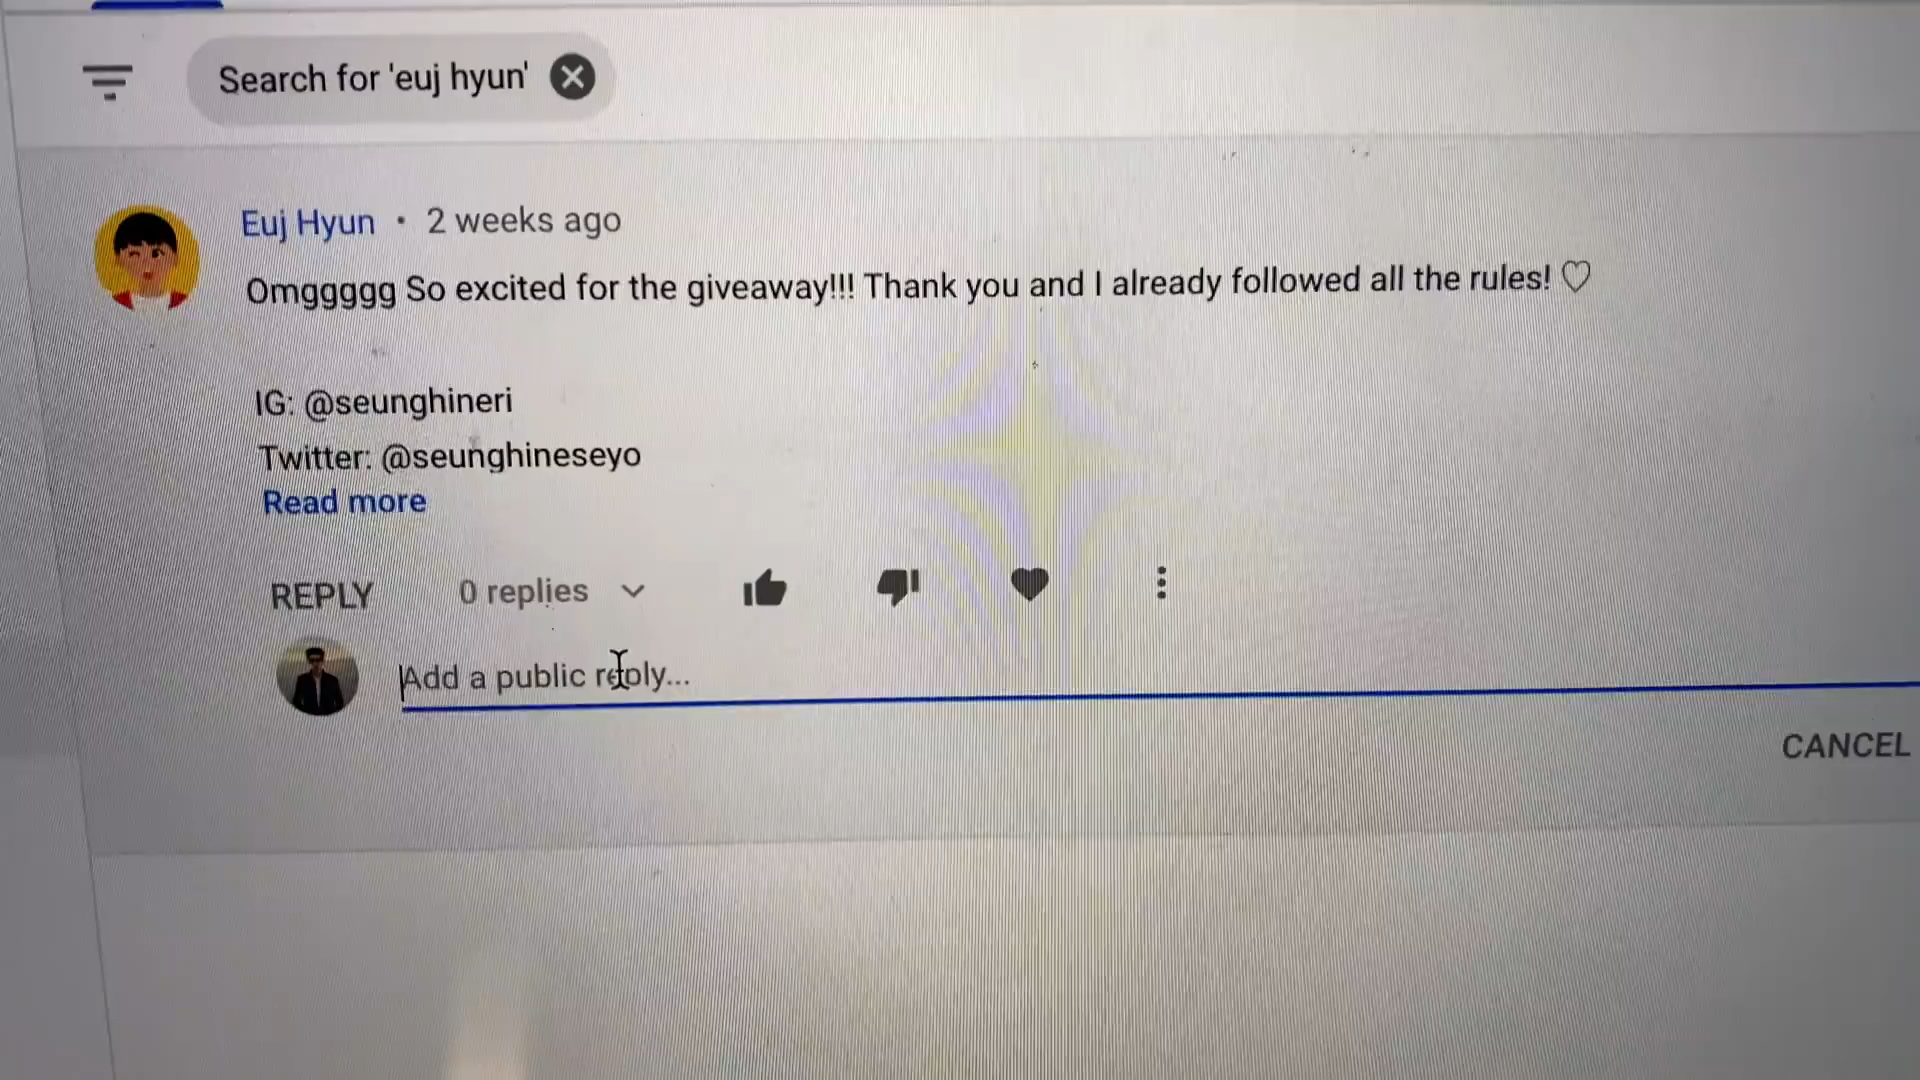 Search for 'euj hyun'
Euj Hyun • 2 weeks ago
Omggggg So excited for the giveaway!!! Thank you and I already followed all the rules! ♡
IG: @seunghineri
Twitter: @seunghineseyo
Read more
REPLY 0 replies
Add a public reply...
CANCEL